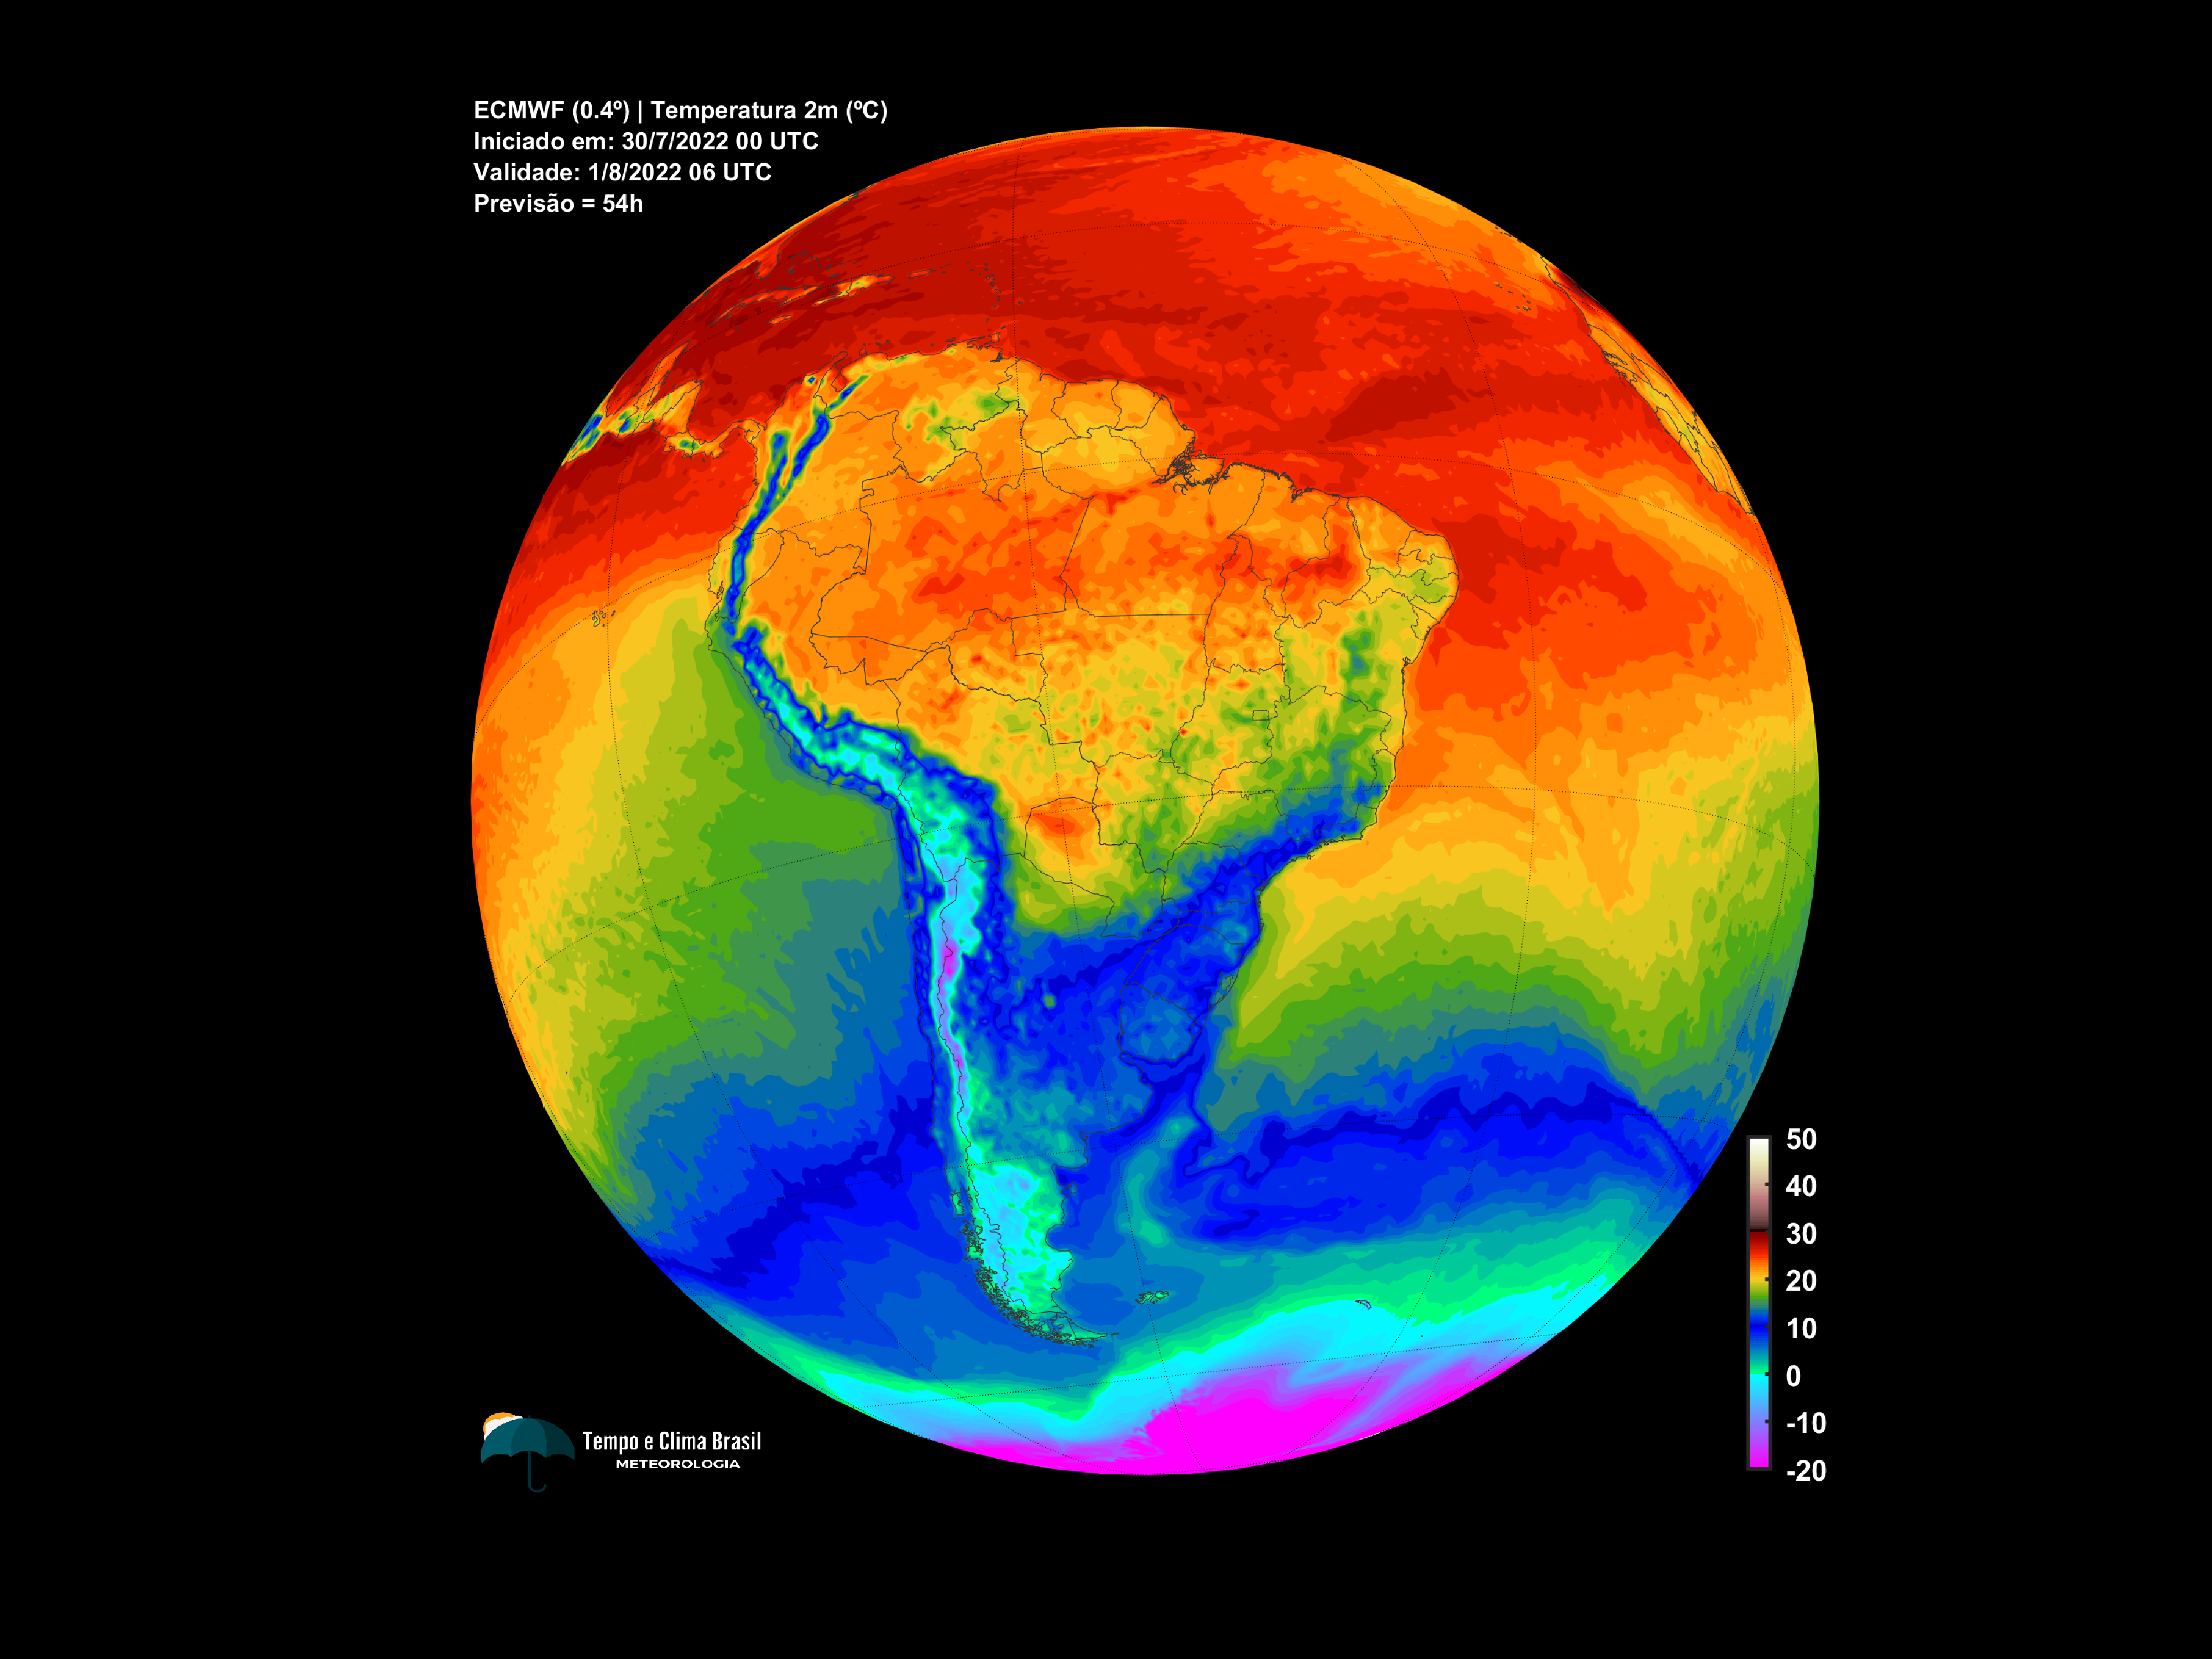 ECMWF (0.4º) | Temperatura 2m (ºC)
Iniciado em: 30/7/2022 00 UTC
Validade: 1/8/2022 06 UTC
Previsão = 54h
50
40
30
20
10
0
-10
-20
Tempo e Clima Brasil
METEOROLOGIA